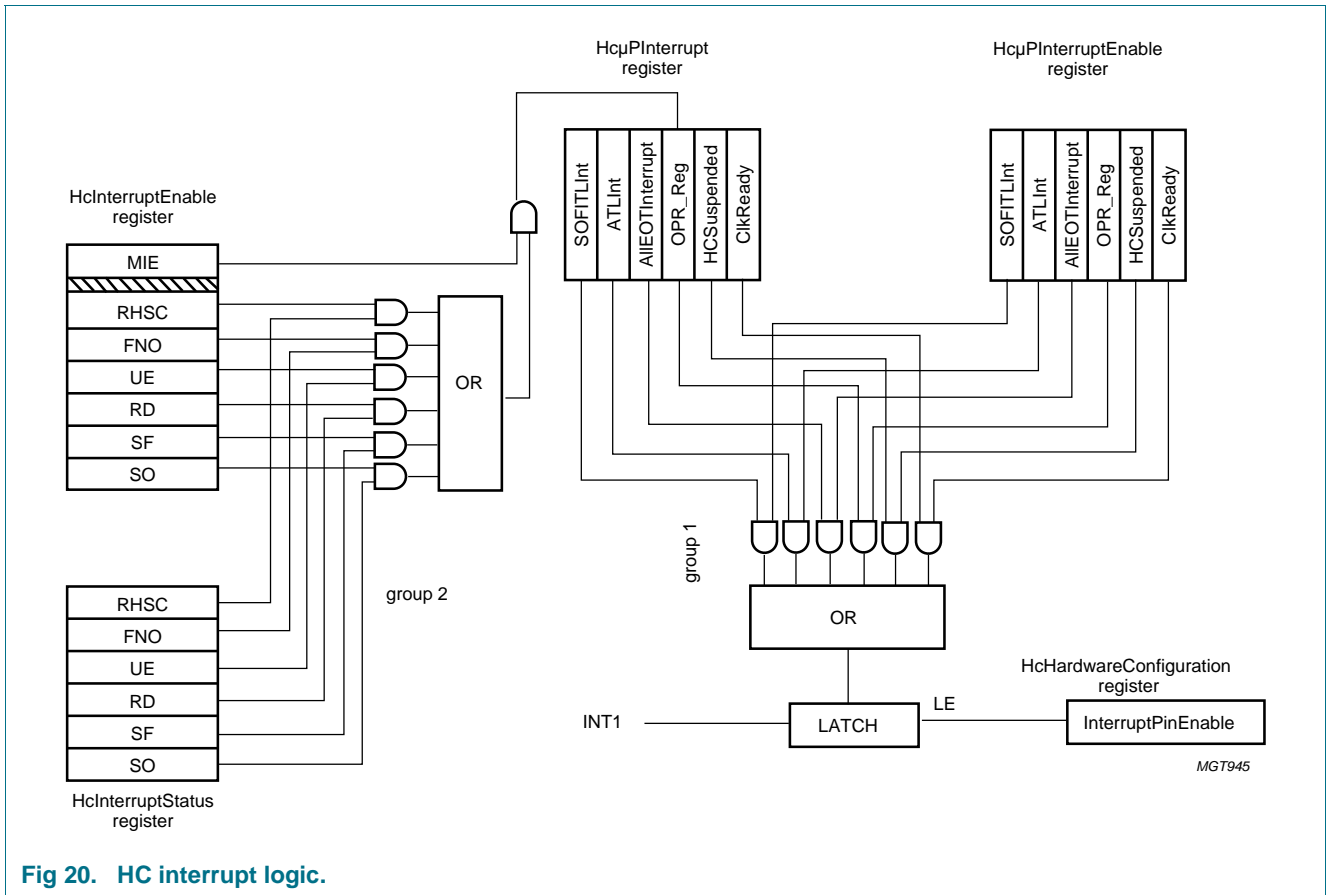 HcµPInterrupt
register
HcµPInterruptEnable
register
SOFITLInt
ATLInt
AllEOTInterrupt
OPR_Reg
HCSuspended
ClkReady
SOFITLInt
ATLInt
AllEOTInterrupt
OPR_Reg
HCSuspended
ClkReady
HcInterruptEnable
register
MIE
RHSC
FNO
UE
RD
SF
SO
OR
group 1
group 2
RHSC
FNO
UE
RD
SF
SO
HcInterruptStatus
register
OR
HcHardwareConfiguration
register
INT1
LATCH
LE
InterruptPinEnable
MGT945
Fig 20. HC interrupt logic.